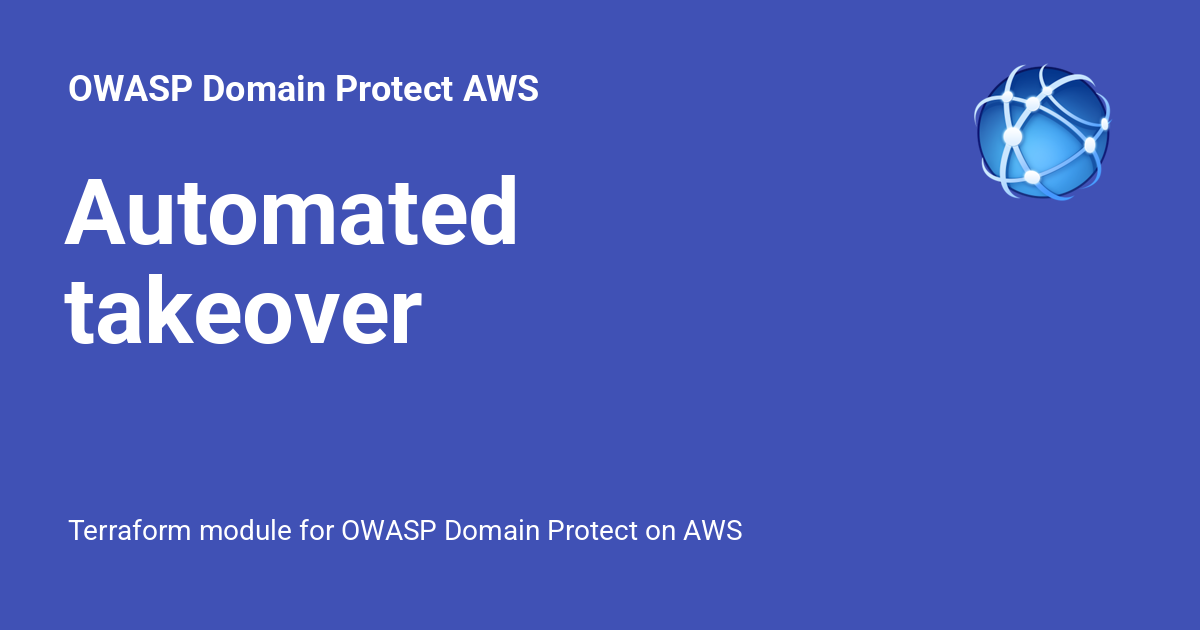 OWASP Domain Protect AWS
Automated
takeover
Terraform module for OWASP Domain Protect on AWS